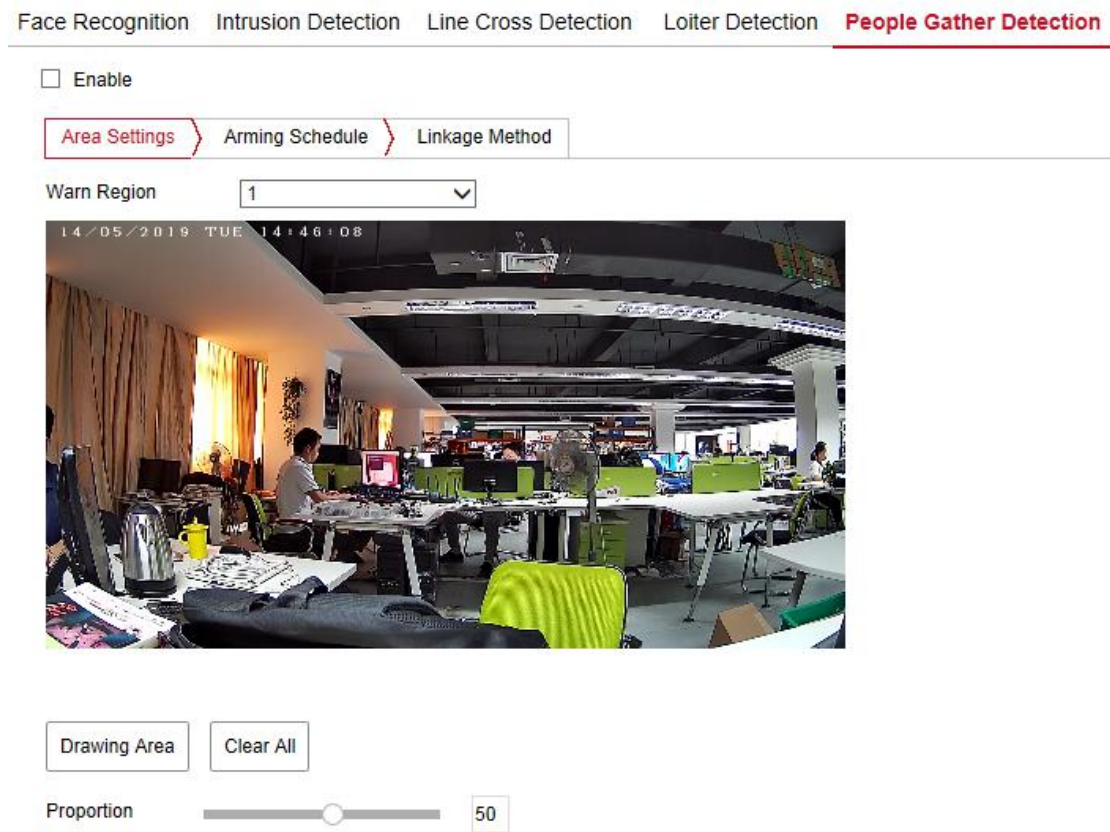 Face Recognition Intrusion Detection Line Cross Detection Loiter Detection People Gather Detection
Enable
Area Settings Arming Schedule Linkage Method
Warn Region 1
14/05/2019 TUE 14:46:08
Drawing Area Clear All
Proportion 50